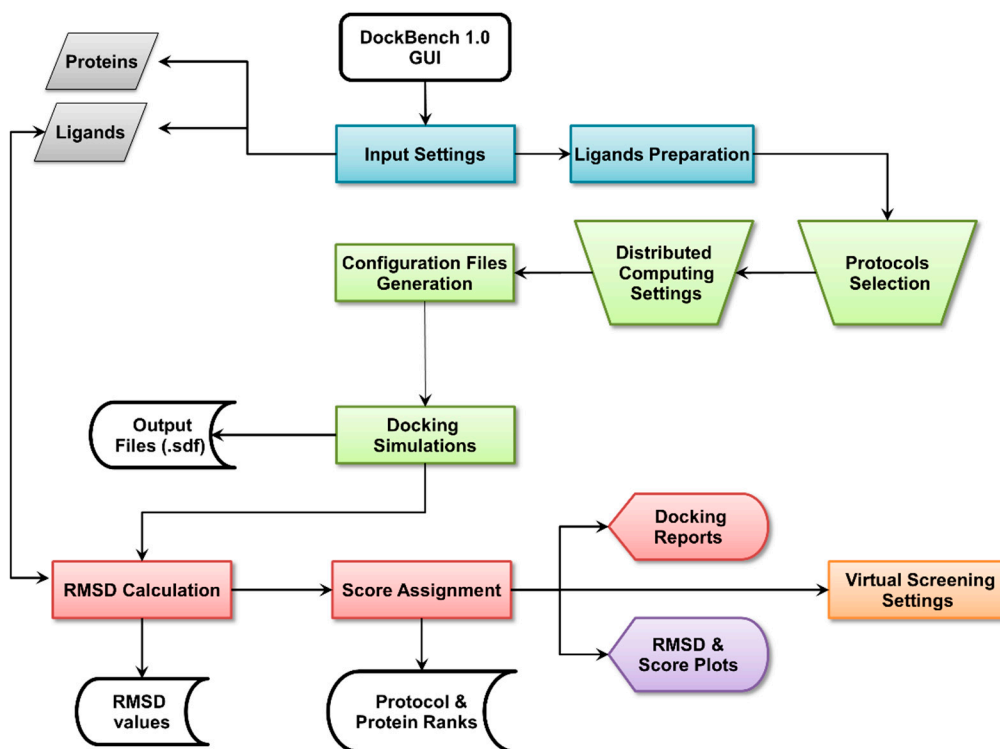 DockBench 1.0
GUI
Proteins
Ligands
Input Settings
Ligands Preparation
Configuration Files
Generation
Distributed
Computing
Settings
Protocols
Selection
Output
Files (.sdf)
Docking
Simulations
Docking
Reports
RMSD Calculation
Score Assignment
Virtual Screening
Settings
RMSD &
Score Plots
RMSD
values
Protocol &
Protein Ranks